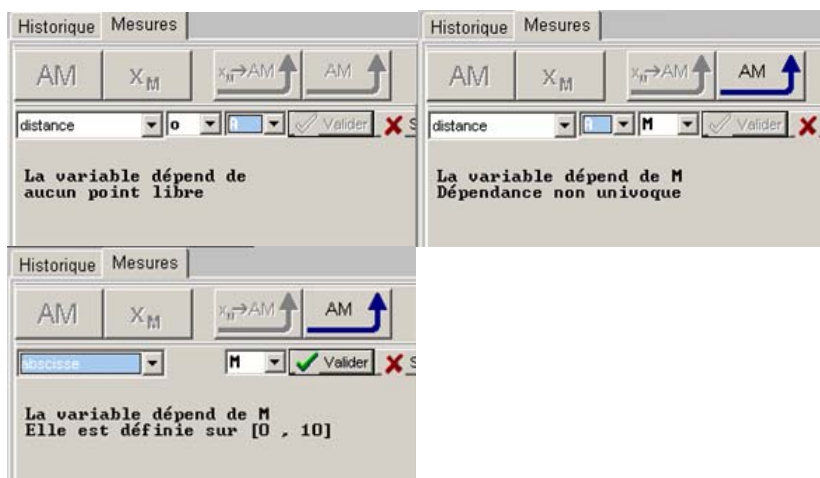 Historique Mesures
AM xM xM→AM AM
distance o Valider
La variable dépend de
aucun point libre
Historique Mesures
AM xM xM→AM AM
distance M Valider
La variable dépend de M
Dépendance non univoque
Historique Mesures
AM xM xM→AM AM
abscisse M Valider S
La variable dépend de M
Elle est définie sur [0 , 10]